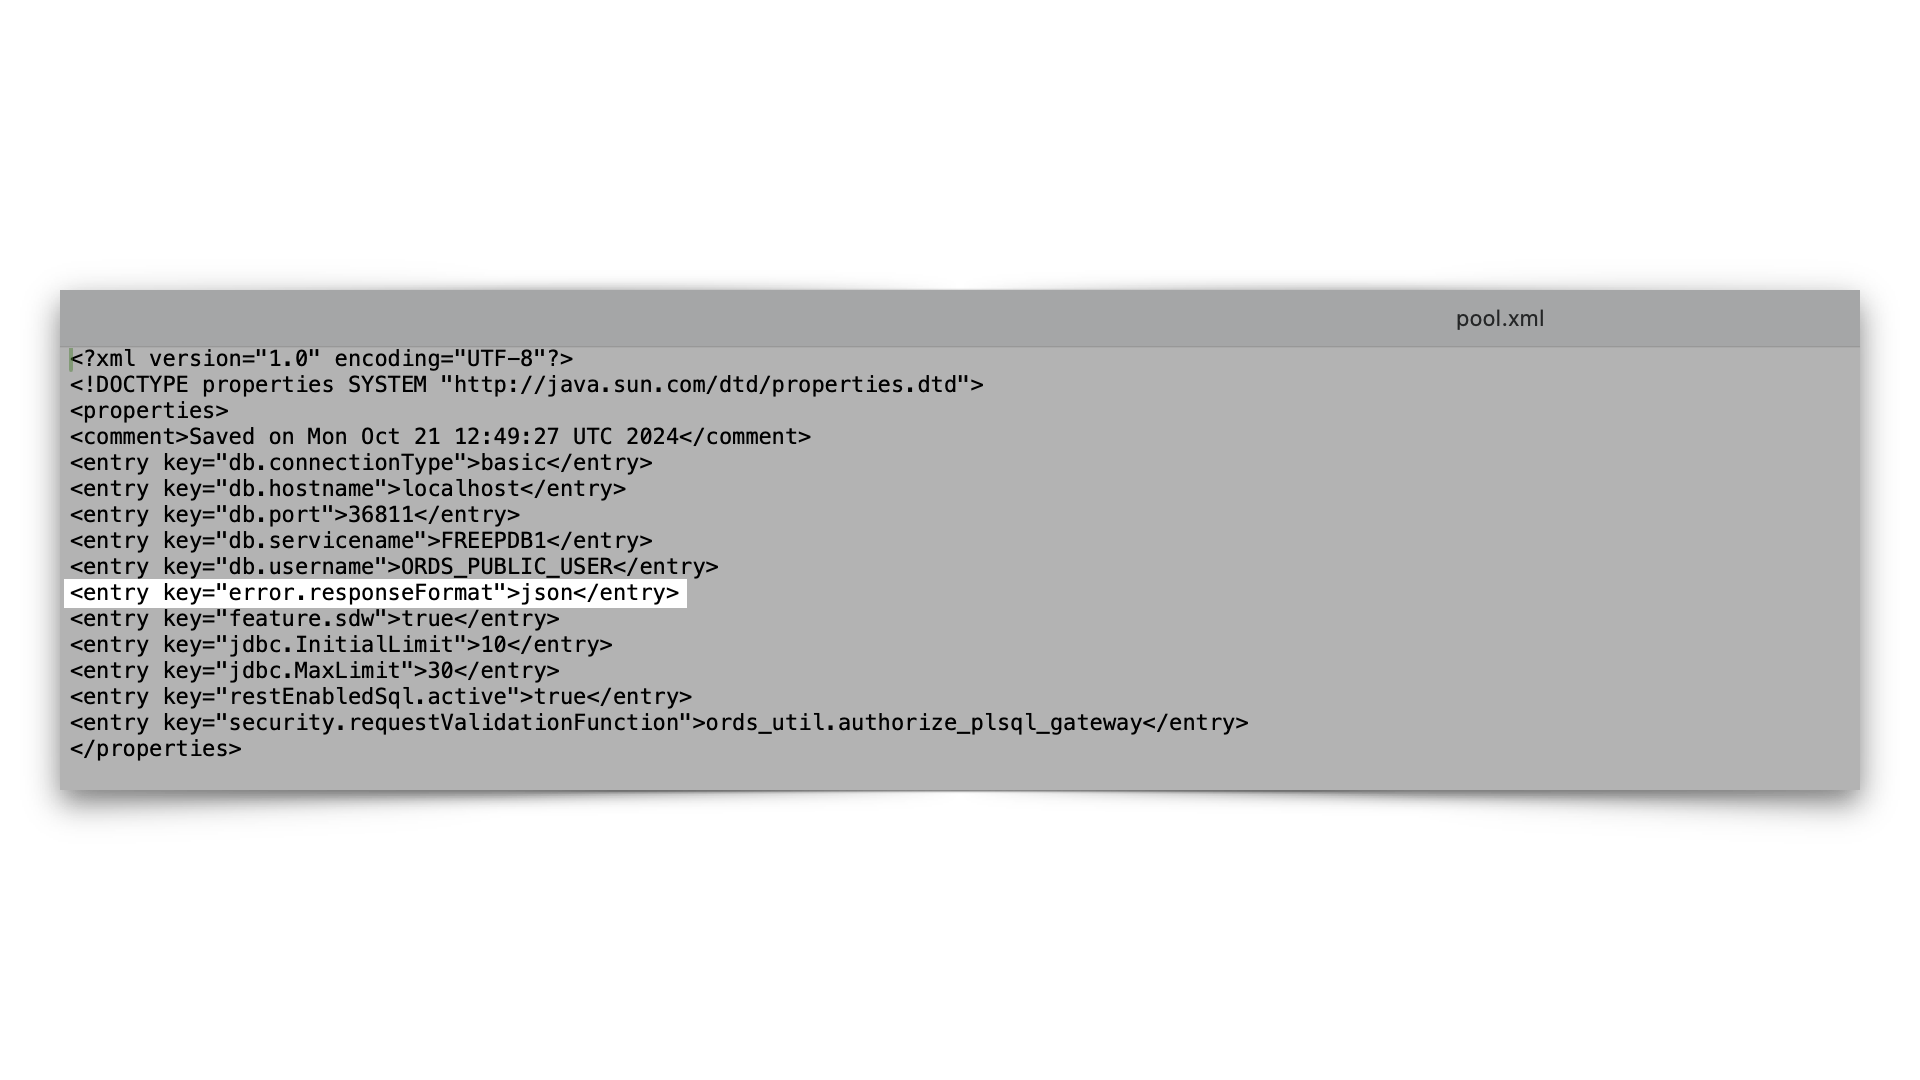 pool.xml
<?xml version="1.0" encoding="UTF-8"?>
<!DOCTYPE properties SYSTEM "http://java.sun.com/dtd/properties.dtd">
<properties>
<comment>Saved on Mon Oct 21 12:49:27 UTC 2024</comment>
<entry key="db.connectionType">basic</entry>
<entry key="db.hostname">localhost</entry>
<entry key="db.port">36811</entry>
<entry key="db.servicename">FREEPDB1</entry>
<entry key="db.username">ORDS_PUBLIC_USER</entry>
<entry key="error.responseFormat">json</entry>
<entry key="feature.sdw">true</entry>
<entry key="jdbc.InitialLimit">10</entry>
<entry key="jdbc.MaxLimit">30</entry>
<entry key="restEnabledSql.active">true</entry>
<entry key="security.requestValidationFunction">ords_util.authorize_plsql_gateway</entry>
</properties>